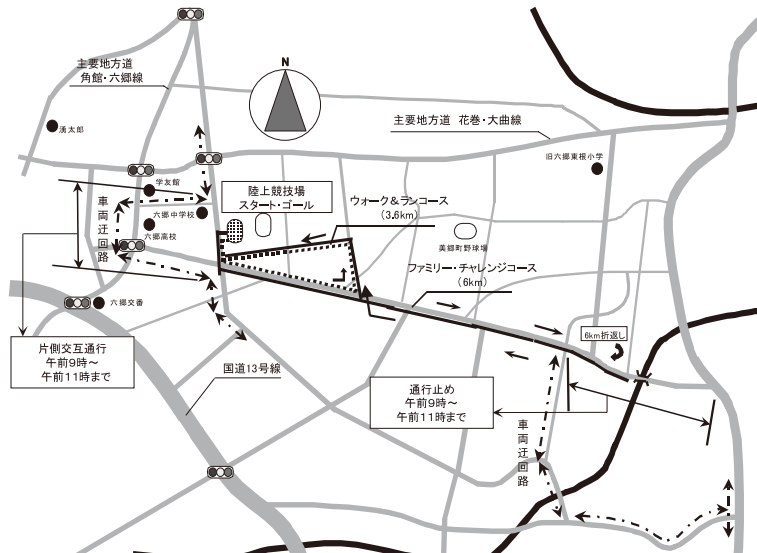 主要地方道
角館・六郷線
N
主要地方道 花巻・大曲線
湧太郎
旧六郷東根小学
学友館
陸上競技場
スタート・ゴール
ウォーク＆ランコース
（3.6km）
六郷中学校
六郷高校
車両迂回路
美郷町野球場
ファミリー・チャレンジコース
（6km）
六郷交番
6km折返し
片側交互通行
午前9時～
午前11時まで
国道13号線
通行止め
午前9時～
午前11時まで
車両迂回路